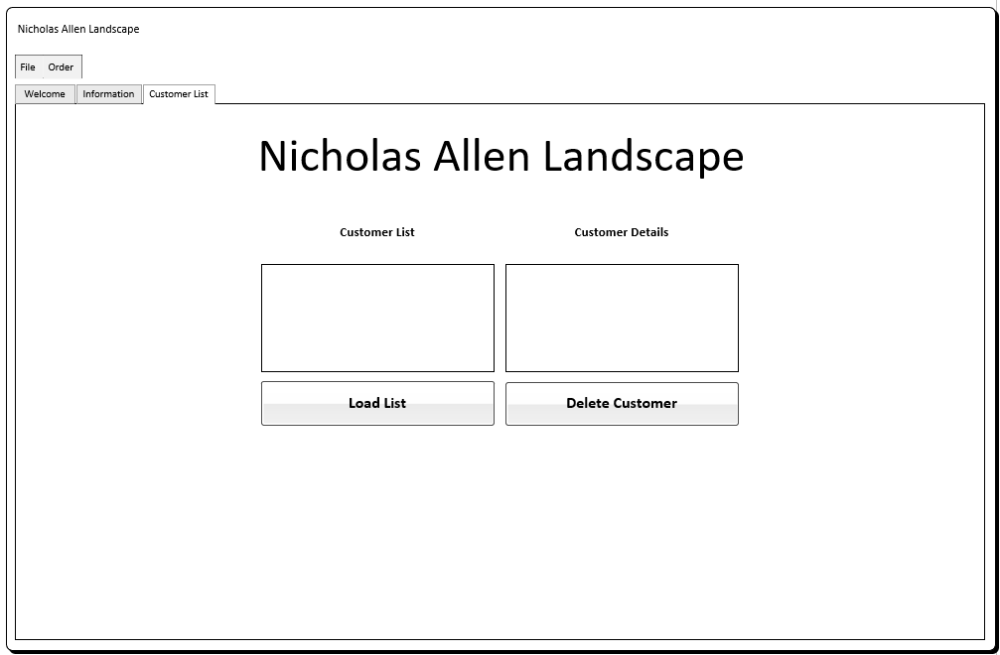 Nicholas Allen Landscape
File Order
Welcome Information Customer List
Nicholas Allen Landscape
Customer List Customer Details
Load List Delete Customer